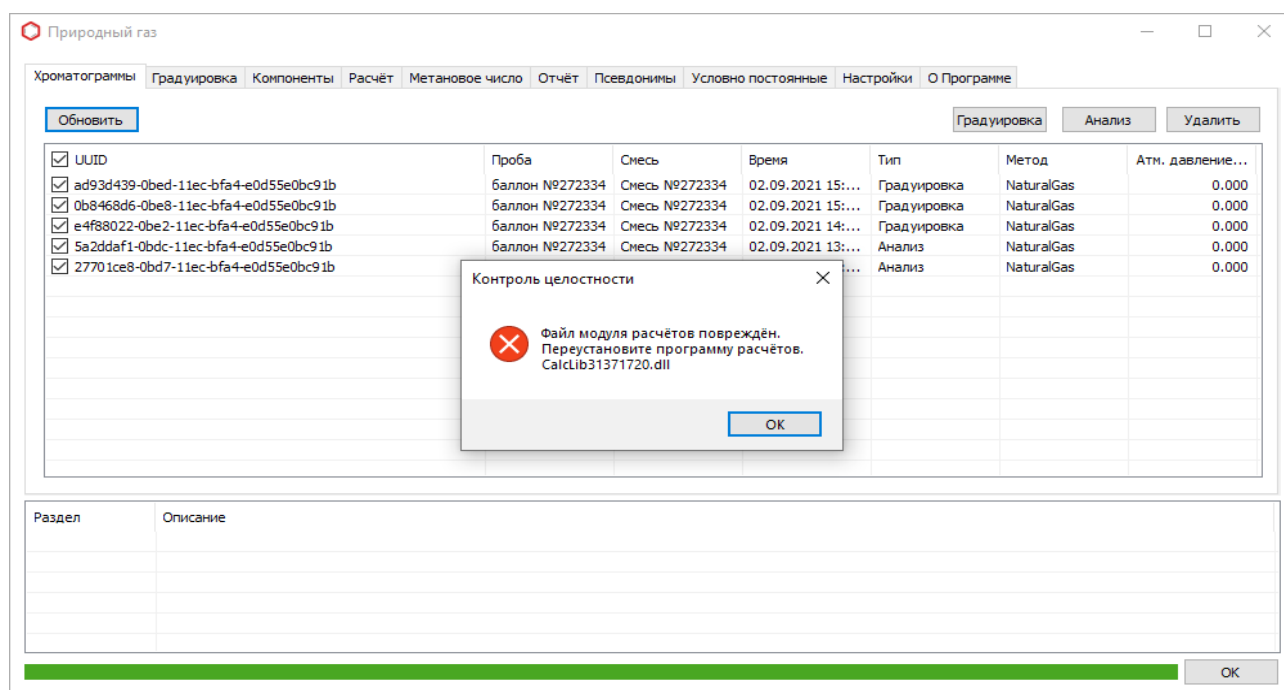 Природный газ
Хроматограммы Градуировка Компоненты Расчёт Метановое число Отчёт Псевдонимы Условно постоянные Настройки О Программе
Обновить Градуировка Анализ Удалить
UUID Проба Смесь Время Тип Метод Атм. давление...
ad93d439-0bed-11ec-bfa4-e0d55e0bc91b баллон №272334 Смесь №272334 02.09.2021 15:... Градуировка NaturalGas 0.000
0b8468d6-0be8-11ec-bfa4-e0d55e0bc91b баллон №272334 Смесь №272334 02.09.2021 15:... Градуировка NaturalGas 0.000
e4f88022-0be2-11ec-bfa4-e0d55e0bc91b баллон №272334 Смесь №272334 02.09.2021 14:... Градуировка NaturalGas 0.000
5a2ddaf1-0bdc-11ec-bfa4-e0d55e0bc91b баллон №272334 Смесь №272334 02.09.2021 13:... Анализ NaturalGas 0.000
27701ce8-0bd7-11ec-bfa4-e0d55e0bc91b Анализ NaturalGas 0.000
Контроль целостности
Файл модуля расчётов повреждён.
Переустановите программу расчётов.
CalcLib31371720.dll
OK
Раздел Описание
OK